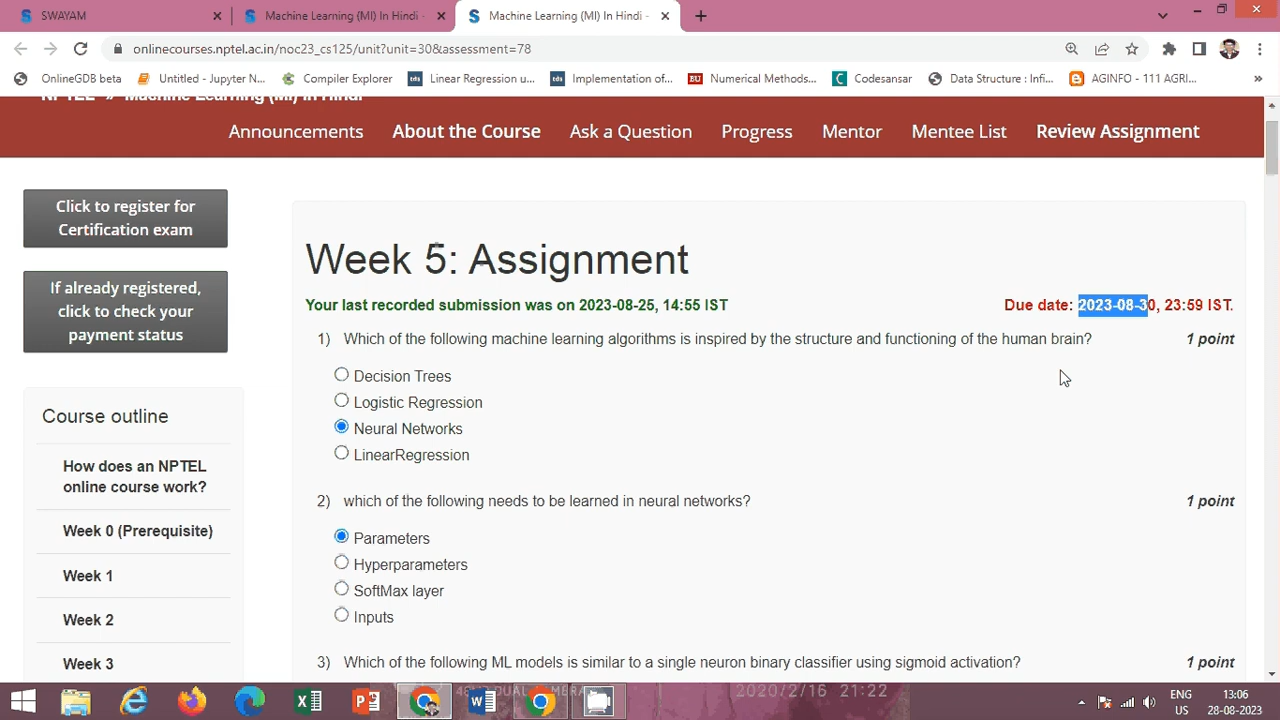 SWAYAM
Machine Learning (Ml) In Hindi -
Machine Learning (Ml) In Hindi -
onlinecourses.nptel.ac.in/noc23_cs125/unit?unit=30&assessment=78
OnlineGDB beta
Untitled - Jupyter N...
Compiler Explorer
Linear Regression u...
Implementation of...
Numerical Methods...
Codesansar
Data Structure : Infi...
AGINFO - 111 AGRI...
»
NPTEL » Machine Learning (Ml) In Hindi
Announcements
About the Course
Ask a Question
Progress
Mentor
Mentee List
Review Assignment
Click to register for
Certification exam
If already registered,
click to check your
payment status
Course outline
How does an NPTEL
online course work?
Week 0 (Prerequisite)
Week 1
Week 2
Week 3
Week 5: Assignment
Your last recorded submission was on 2023-08-25, 14:55 IST
Due date: 2023-08-30, 23:59 IST.
1) Which of the following machine learning algorithms is inspired by the structure and functioning of the human brain? 1 point
Decision Trees
Logistic Regression
Neural Networks
LinearRegression
2) which of the following needs to be learned in neural networks? 1 point
Parameters
Hyperparameters
SoftMax layer
Inputs
3) Which of the following ML models is similar to a single neuron binary classifier using sigmoid activation? 1 point
DUAL CAMERA
2020/2/16 21:22
ENG
US
13:06
28-08-2023